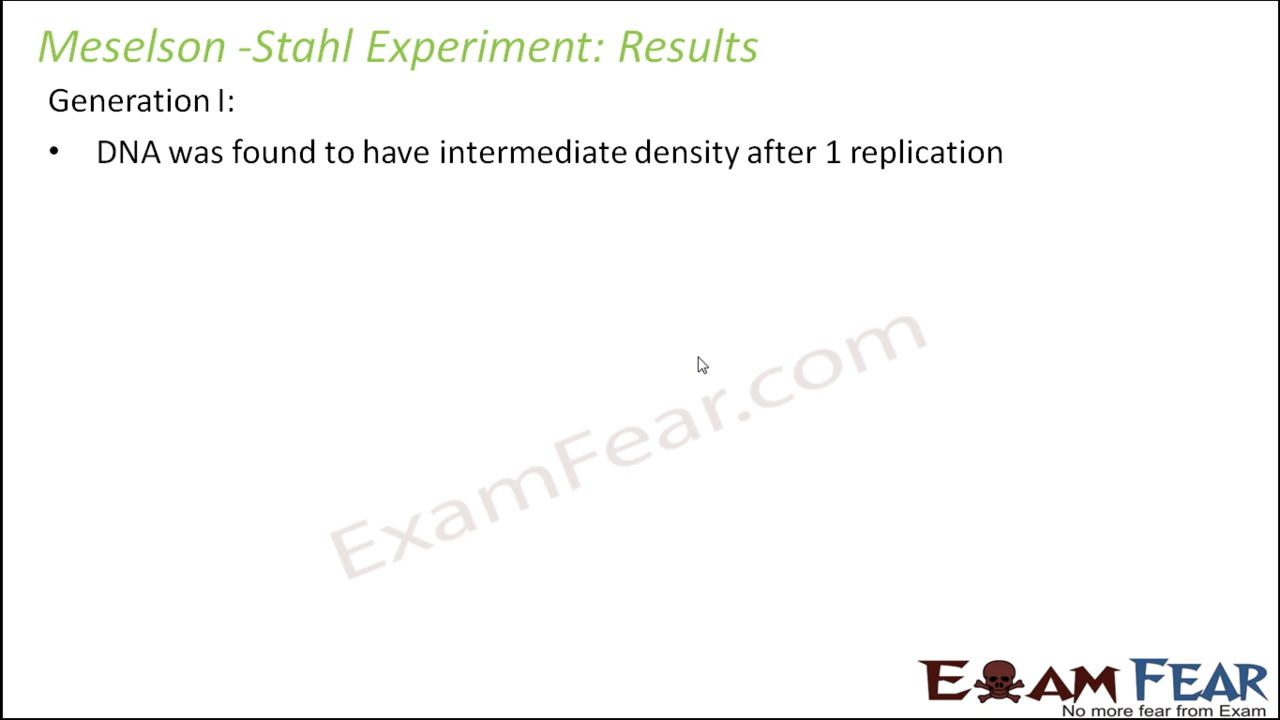 Meselson -Stahl Experiment: Results
Generation I:
• DNA was found to have intermediate density after 1 replication
ExamFear.com
EXAM FEAR
No more fear from Exam